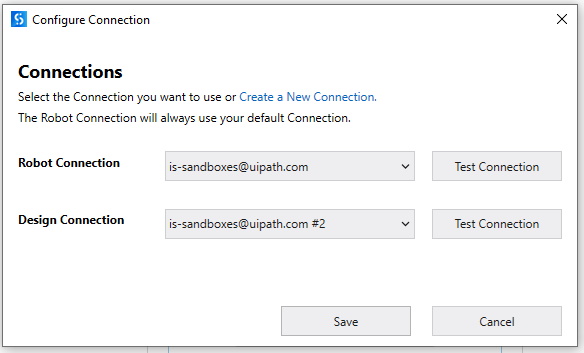 Configure Connection
Connections
Select the Connection you want to use or Create a New Connection.
The Robot Connection will always use your default Connection.
Robot Connection is-sandboxes@uipath.com Test Connection
Design Connection is-sandboxes@uipath.com #2 Test Connection
Save Cancel